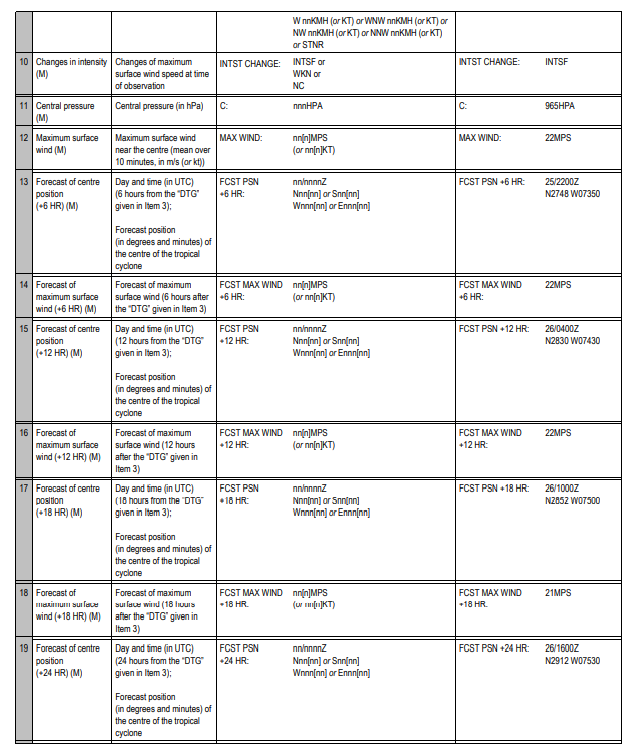 W nnKMH (or KT) or WNW nnKMH (or KT) or
NW nnKMH (or KT) or NNW nnKMH (or KT)
or STNR
10 Changes in intensity
(M)
Changes of maximum
surface wind speed at time
of observation
INTST CHANGE:
INTSF or
WKN or
NC
INTST CHANGE:
INTSF
11 Central pressure
(M)
Central pressure (in hPa)
C:
nnnHPA
C:
965HPA
12 Maximum surface
wind (M)
Maximum surface wind
near the centre (mean over
10 minutes, in m/s (or kt))
MAX WIND:
nn[n]MPS
(or nn[n]KT)
MAX WIND:
22MPS
13 Forecast of centre
position
(+6 HR) (M)
Day and time (in UTC)
(6 hours from the “DTG”
given in Item 3);
Forecast position
(in degrees and minutes) of
the centre of the tropical
cyclone
FCST PSN
+6 HR:
nn/nnnnZ
Nnn[nn] or Snn[nn]
Wnnn[nn] or Ennn[nn]
FCST PSN +6 HR:
25/2200Z
N2748 W07350
14 Forecast of
maximum surface
wind (+6 HR) (M)
Forecast of maximum
surface wind (6 hours after
the “DTG” given in Item 3)
FCST MAX WIND
+6 HR:
nn[n]MPS
(or nn[n]KT)
FCST MAX WIND
+6 HR:
22MPS
15 Forecast of centre
position
(+12 HR) (M)
Day and time (in UTC)
(12 hours from the “DTG”
given in Item 3);
Forecast position
(in degrees and minutes) of
the centre of the tropical
cyclone
FCST PSN
+12 HR:
nn/nnnnZ
Nnn[nn] or Snn[nn]
Wnnn[nn] or Ennn[nn]
FCST PSN +12 HR:
26/0400Z
N2830 W07430
16 Forecast of
maximum surface
wind (+12 HR) (M)
Forecast of maximum
surface wind (12 hours
after the “DTG” given in
Item 3)
FCST MAX WIND
+12 HR:
nn[n]MPS
(or nn[n]KT)
FCST MAX WIND
+12 HR:
22MPS
17 Forecast of centre
position
(+18 HR) (M)
Day and time (in UTC)
(18 hours from the “DTG”
given in Item 3);
Forecast position
(in degrees and minutes) of
the centre of the tropical
cyclone
FCST PSN
+18 HR:
nn/nnnnZ
Nnn[nn] or Snn[nn]
Wnnn[nn] or Ennn[nn]
FCST PSN +18 HR:
26/1000Z
N2852 W07500
18 Forecast of
maximum surface
wind (+18 HR) (M)
Forecast of maximum
surface wind (18 hours
after the “DTG” given in
Item 3)
FCST MAX WIND
+18 HR.
nn[n]MPS
(or nn[n]KT)
FCST MAX WIND
+18 HR.
21MPS
19 Forecast of centre
position
(+24 HR) (M)
Day and time (in UTC)
(24 hours from the “DTG”
given in Item 3);
Forecast position
(in degrees and minutes) of
the centre of the tropical
cyclone
FCST PSN
+24 HR:
nn/nnnnZ
Nnn[nn] or Snn[nn]
Wnnn[nn] or Ennn[nn]
FCST PSN +24 HR:
26/1600Z
N2912 W07530